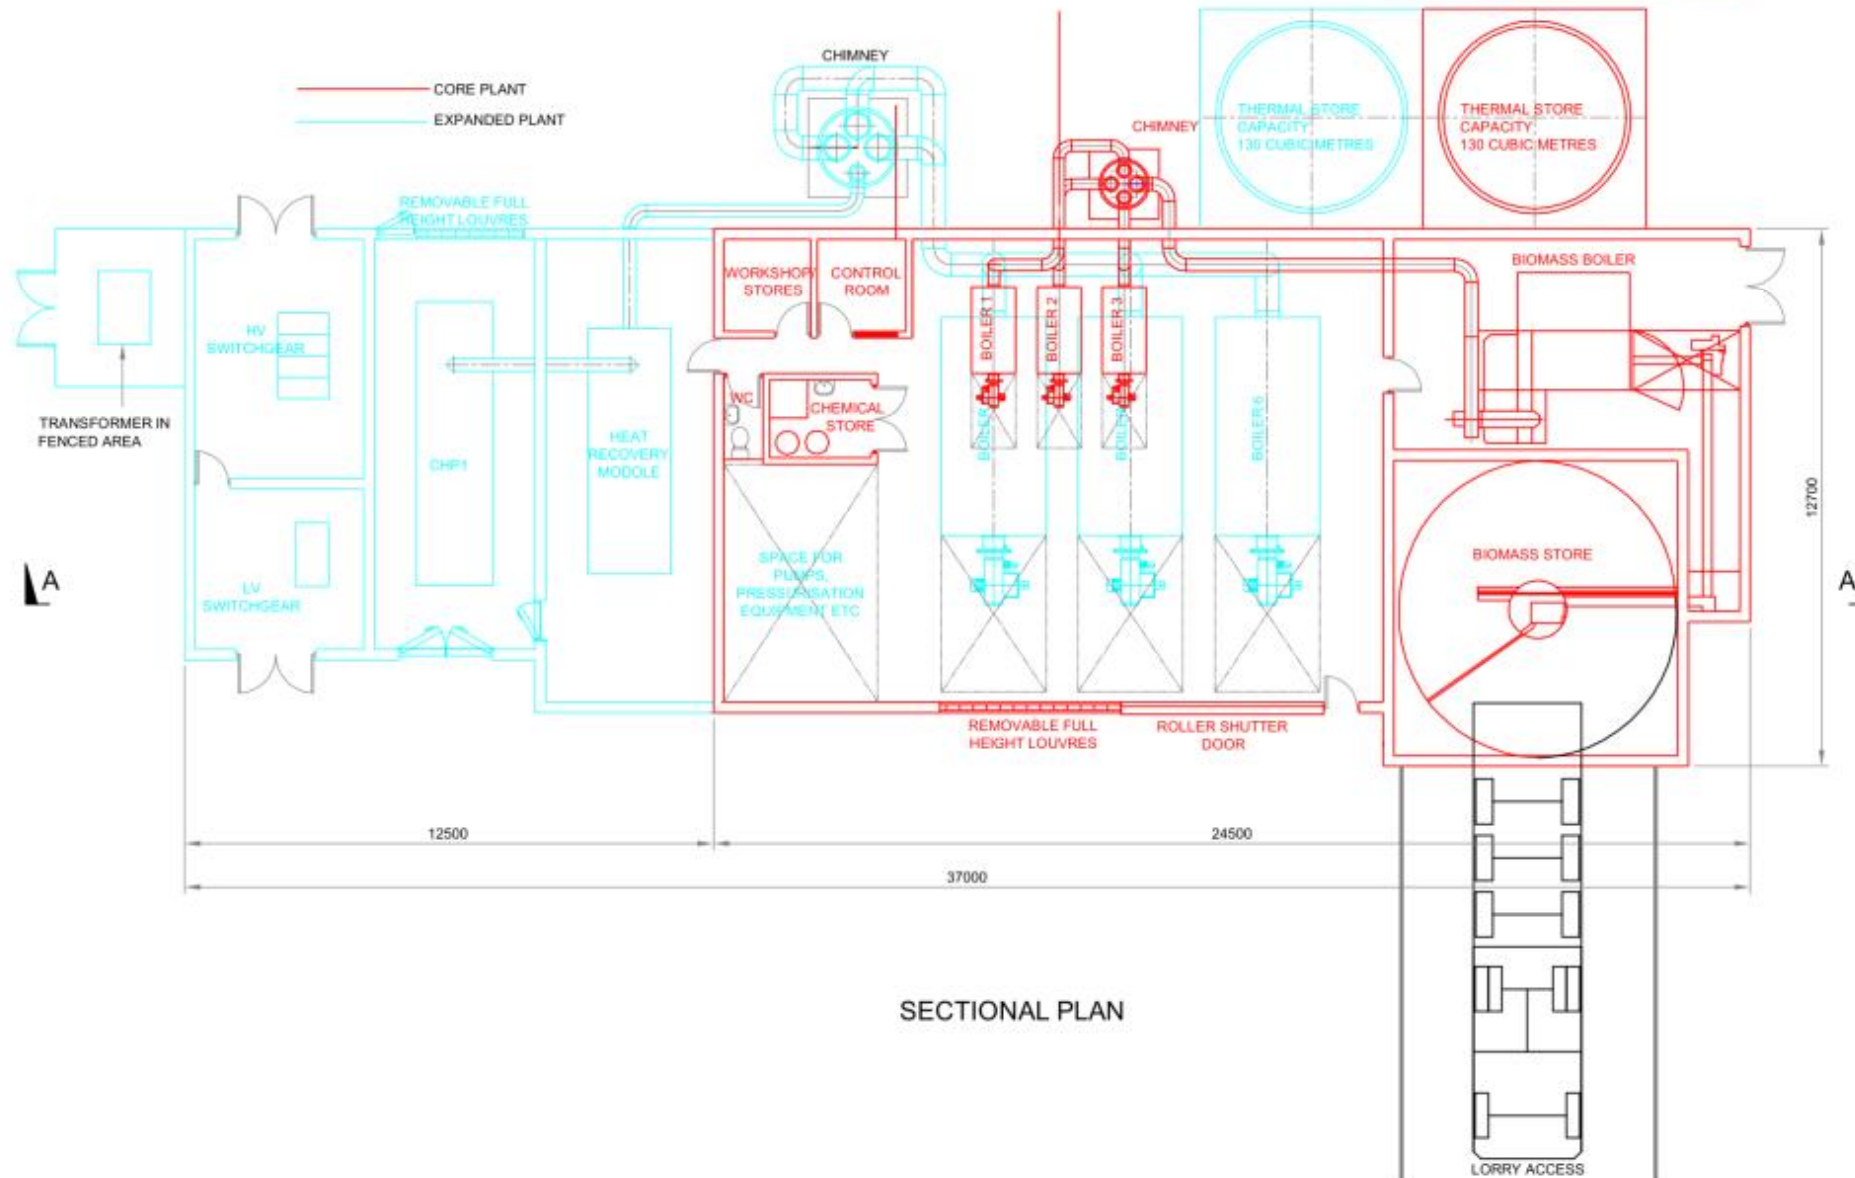 CHIMNEY
CORE PLANT
EXPANDED PLANT
CHIMNEY
THERMAL STORE
CAPACITY
130 CUBIC METRES
THERMAL STORE
CAPACITY
130 CUBIC METRES
REMOVABLE FULL
HEIGHT LOUVRES
WORKSHOP/
STORES
CONTROL
ROOM
BIOMASS BOILER
BOILER 1
BOILER 2
BOILER 3
HV
SWITCHGEAR
TRANSFORMER IN
FENCED AREA
WC
CHEMICAL
STORE
BOILER
BOILER
BOILER 6
HEAT
RECOVERY
MODOLE
CHP1
12700
A
SPACE FOR
PUMPS,
PRESSURISATION
EQUIPMENT ETC
BIOMASS STORE
A
LV
SWITCHGEAR
REMOVABLE FULL
HEIGHT LOUVRES
ROLLER SHUTTER
DOOR
12500
24500
37000
SECTIONAL PLAN
LORRY ACCESS